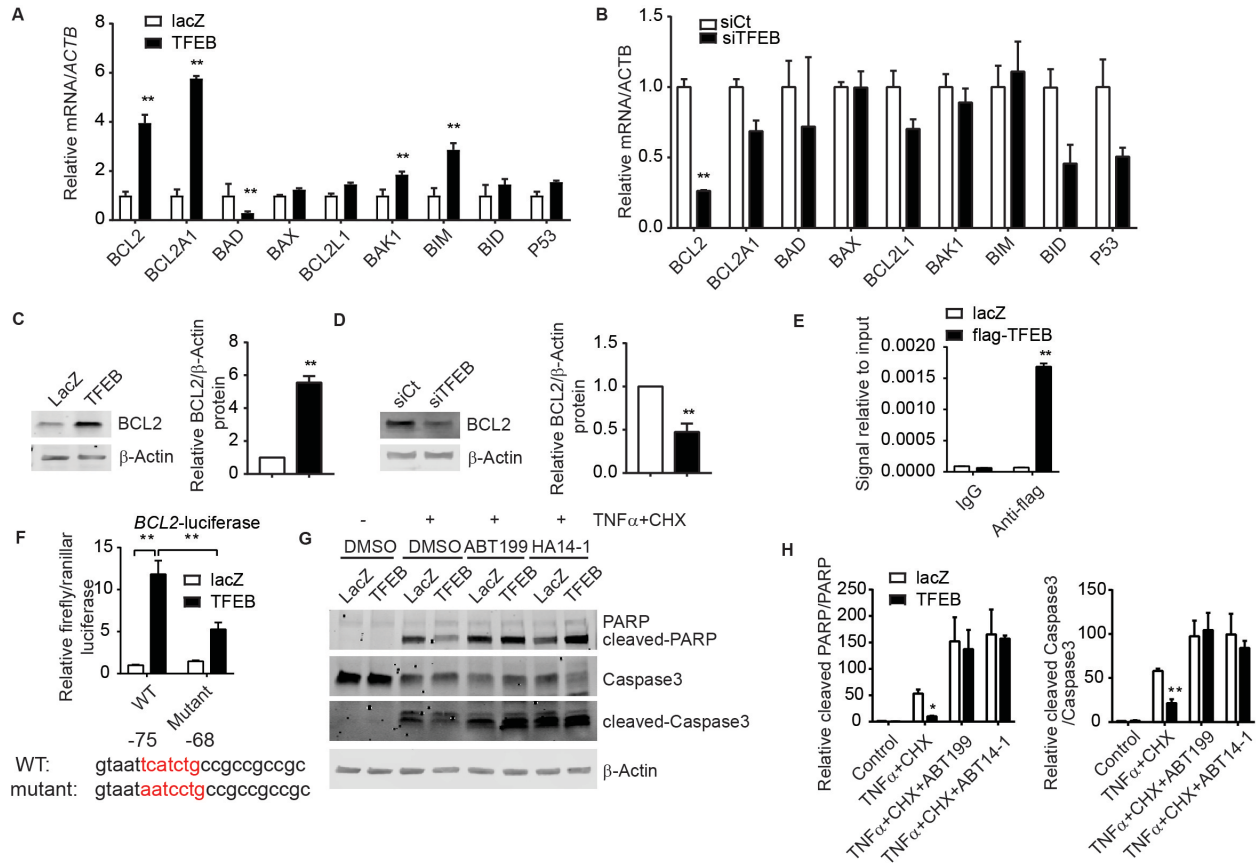 A
lacZ
TFEB
Relative mRNA/ACTB
8
6
4
2
0
**
**
**
**
**
BCL2
BCL2A1
BAD
BAX
BCL2L1
BAK1
BIM
BID
P53
B
siCt
siTFEB
Relative mRNA/ACTB
1.5
1.0
0.5
0.0
**
BCL2
BCL2A1
BAD
BAX
BCL2L1
BAK1
BIM
BID
P53
C
LacZ
TFEB
BCL2
β-Actin
Relative BCL2/β-Actin
protein
8
6
4
2
0
**
D
siCt
siTFEB
BCL2
β-Actin
Relative BCL2/β-Actin
protein
1.5
1.0
0.5
0.0
**
E
lacZ
flag-TFEB
Signal relative to input
0.0020
0.0015
0.0010
0.0005
0.0000
**
IgG
Anti-flag
F
BCL2-luciferase
** **
lacZ
TFEB
Relative firefly/ranillar
luciferase
15
10
5
0
WT
Mutant
-75 -68
WT: gtaattcatctgccgccgccgc
mutant: gtaataatcctgccgccgccgc
G
- + + + TNFα+CHX
DMSO DMSO ABT199 HA14-1
LacZ TFEB LacZ TFEB LacZ TFEB LacZ TFEB
PARP
cleaved-PARP
Caspase3
cleaved-Caspase3
β-Actin
H
lacZ
TFEB
Relative cleaved PARP/PARP
250
200
150
100
50
0
*
Control
TNFα+CHX
TNFα+CHX+ABT199
TNFα+CHX+ABT14-1
Relative cleaved Caspase3
/Caspase3
150
100
50
0
**
Control
TNFα+CHX
TNFα+CHX+ABT199
TNFα+CHX+ABT14-1